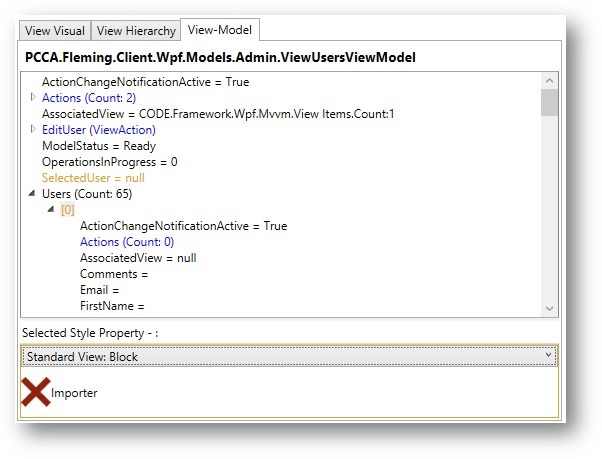 View Visual View Hierarchy View-Model
PCCA.Fleming.Client.Wpf.Models.Admin.ViewUsersViewModel
ActionChangeNotificationActive = True
Actions (Count: 2)
AssociatedView = CODE.Framework.Wpf.Mvvm.View Items.Count:1
EditUser (ViewAction)
ModelStatus = Ready
OperationsInProgress = 0
SelectedUser = null
Users (Count: 65)
[0]
ActionChangeNotificationActive = True
Actions (Count: 0)
AssociatedView = null
Comments =
Email =
FirstName =
Selected Style Property - :
Standard View: Block
Importer